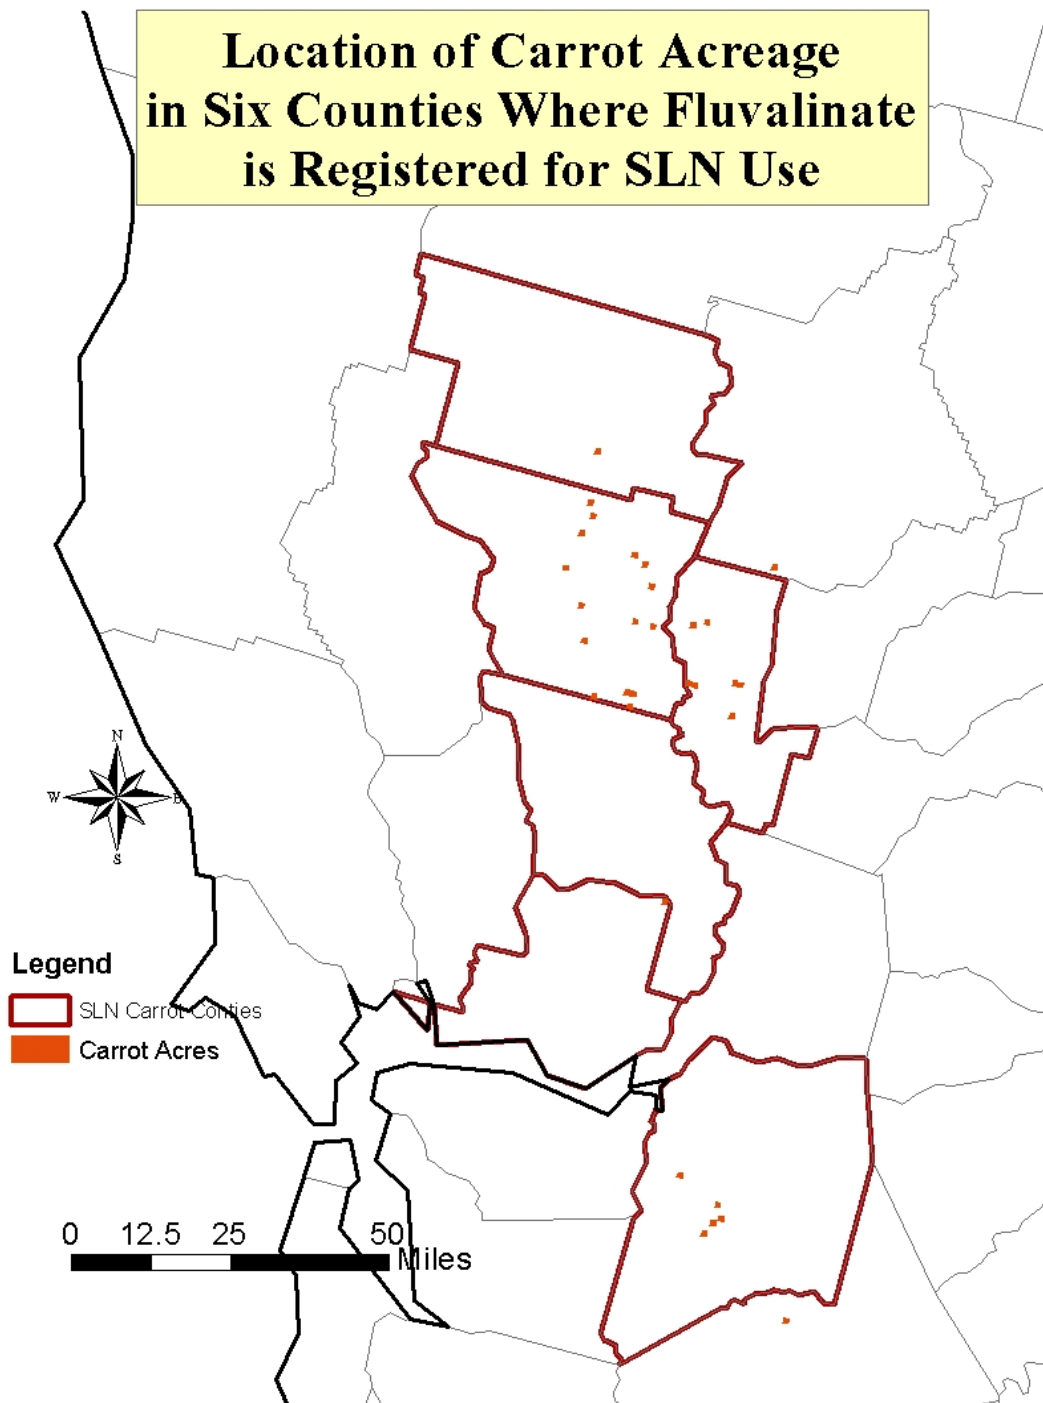 Location of Carrot Acreage
in Six Counties Where Fluvalinate
is Registered for SLN Use
N
W E
S
Legend
SLN Carrot Conties
Carrot Acres
0 12.5 25 50
Miles